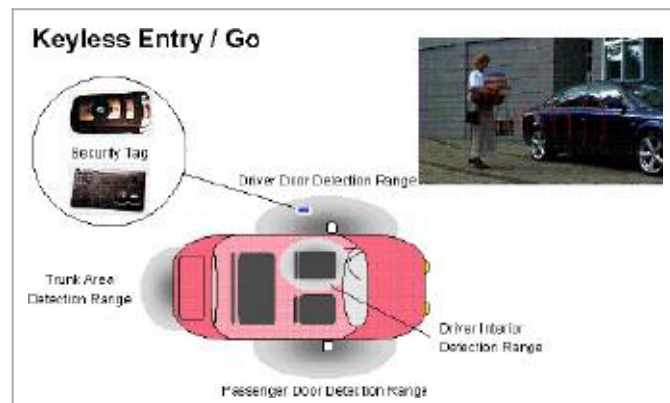 Keyless Entry / Go
Security Tag
Driver Door Detection Range
Trunk Area
Detection Range
Driver Interior
Detection Range
Passenger Door Detection Range